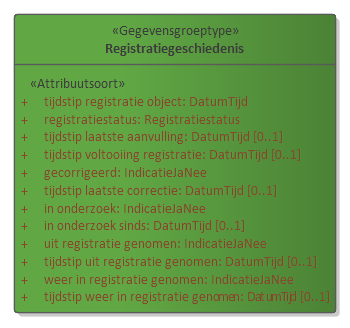 «Gegevensgroeptype»
Registratiegeschiedenis
«Attribuutsoort»
+ tijdstip registratie object: DatumTijd
+ registratiestatus: Registratiestatus
+ tijdstip laatste aanvulling: DatumTijd [0..1]
+ tijdstip voltooiing registratie: DatumTijd [0..1]
+ gecorrigeerd: IndicatieJaNee
+ tijdstip laatste correctie: DatumTijd [0..1]
+ in onderzoek: IndicatieJaNee
+ in onderzoek sinds: DatumTijd [0..1]
+ uit registratie genomen: IndicatieJaNee
+ tijdstip uit registratie genomen: DatumTijd [0..1]
+ weer in registratie genomen: IndicatieJaNee
+ tijdstip weer in registratie genomen: DatumTijd [0..1]